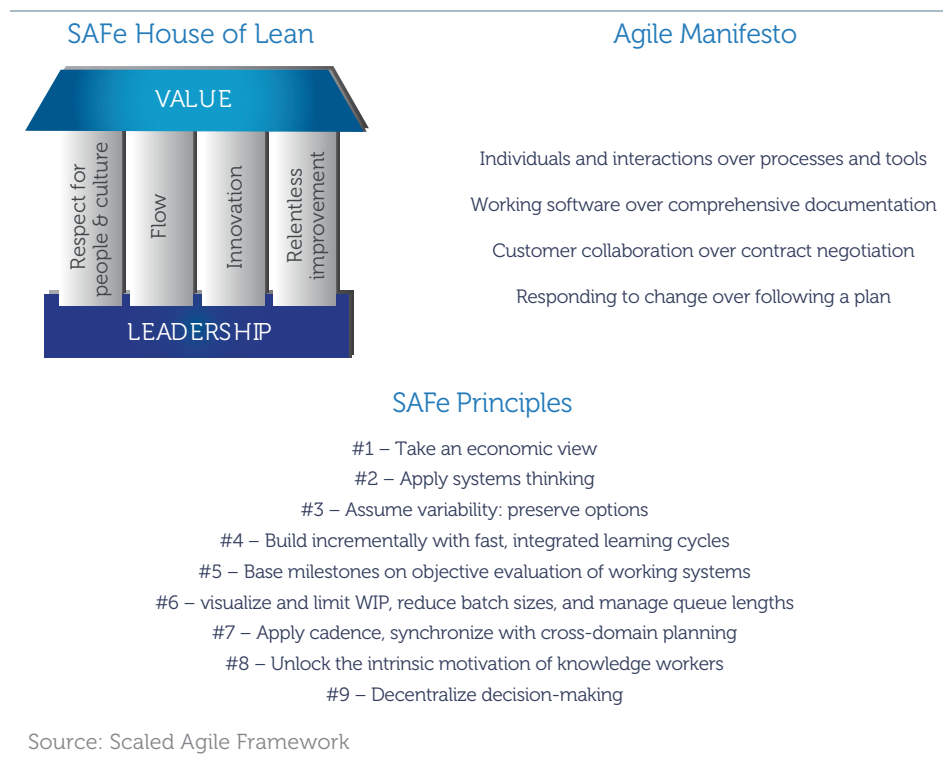 SAFe House of Lean
VALUE
Respect for
people & culture
Flow
Innovation
Relentless
improvement
LEADERSHIP
Agile Manifesto
Individuals and interactions over processes and tools
Working software over comprehensive documentation
Customer collaboration over contract negotiation
Responding to change over following a plan
SAFe Principles
#1 – Take an economic view
#2 – Apply systems thinking
#3 – Assume variability: preserve options
#4 – Build incrementally with fast, integrated learning cycles
#5 – Base milestones on objective evaluation of working systems
#6 – visualize and limit WIP, reduce batch sizes, and manage queue lengths
#7 – Apply cadence, synchronize with cross-domain planning
#8 – Unlock the intrinsic motivation of knowledge workers
#9 – Decentralize decision-making
Source: Scaled Agile Framework